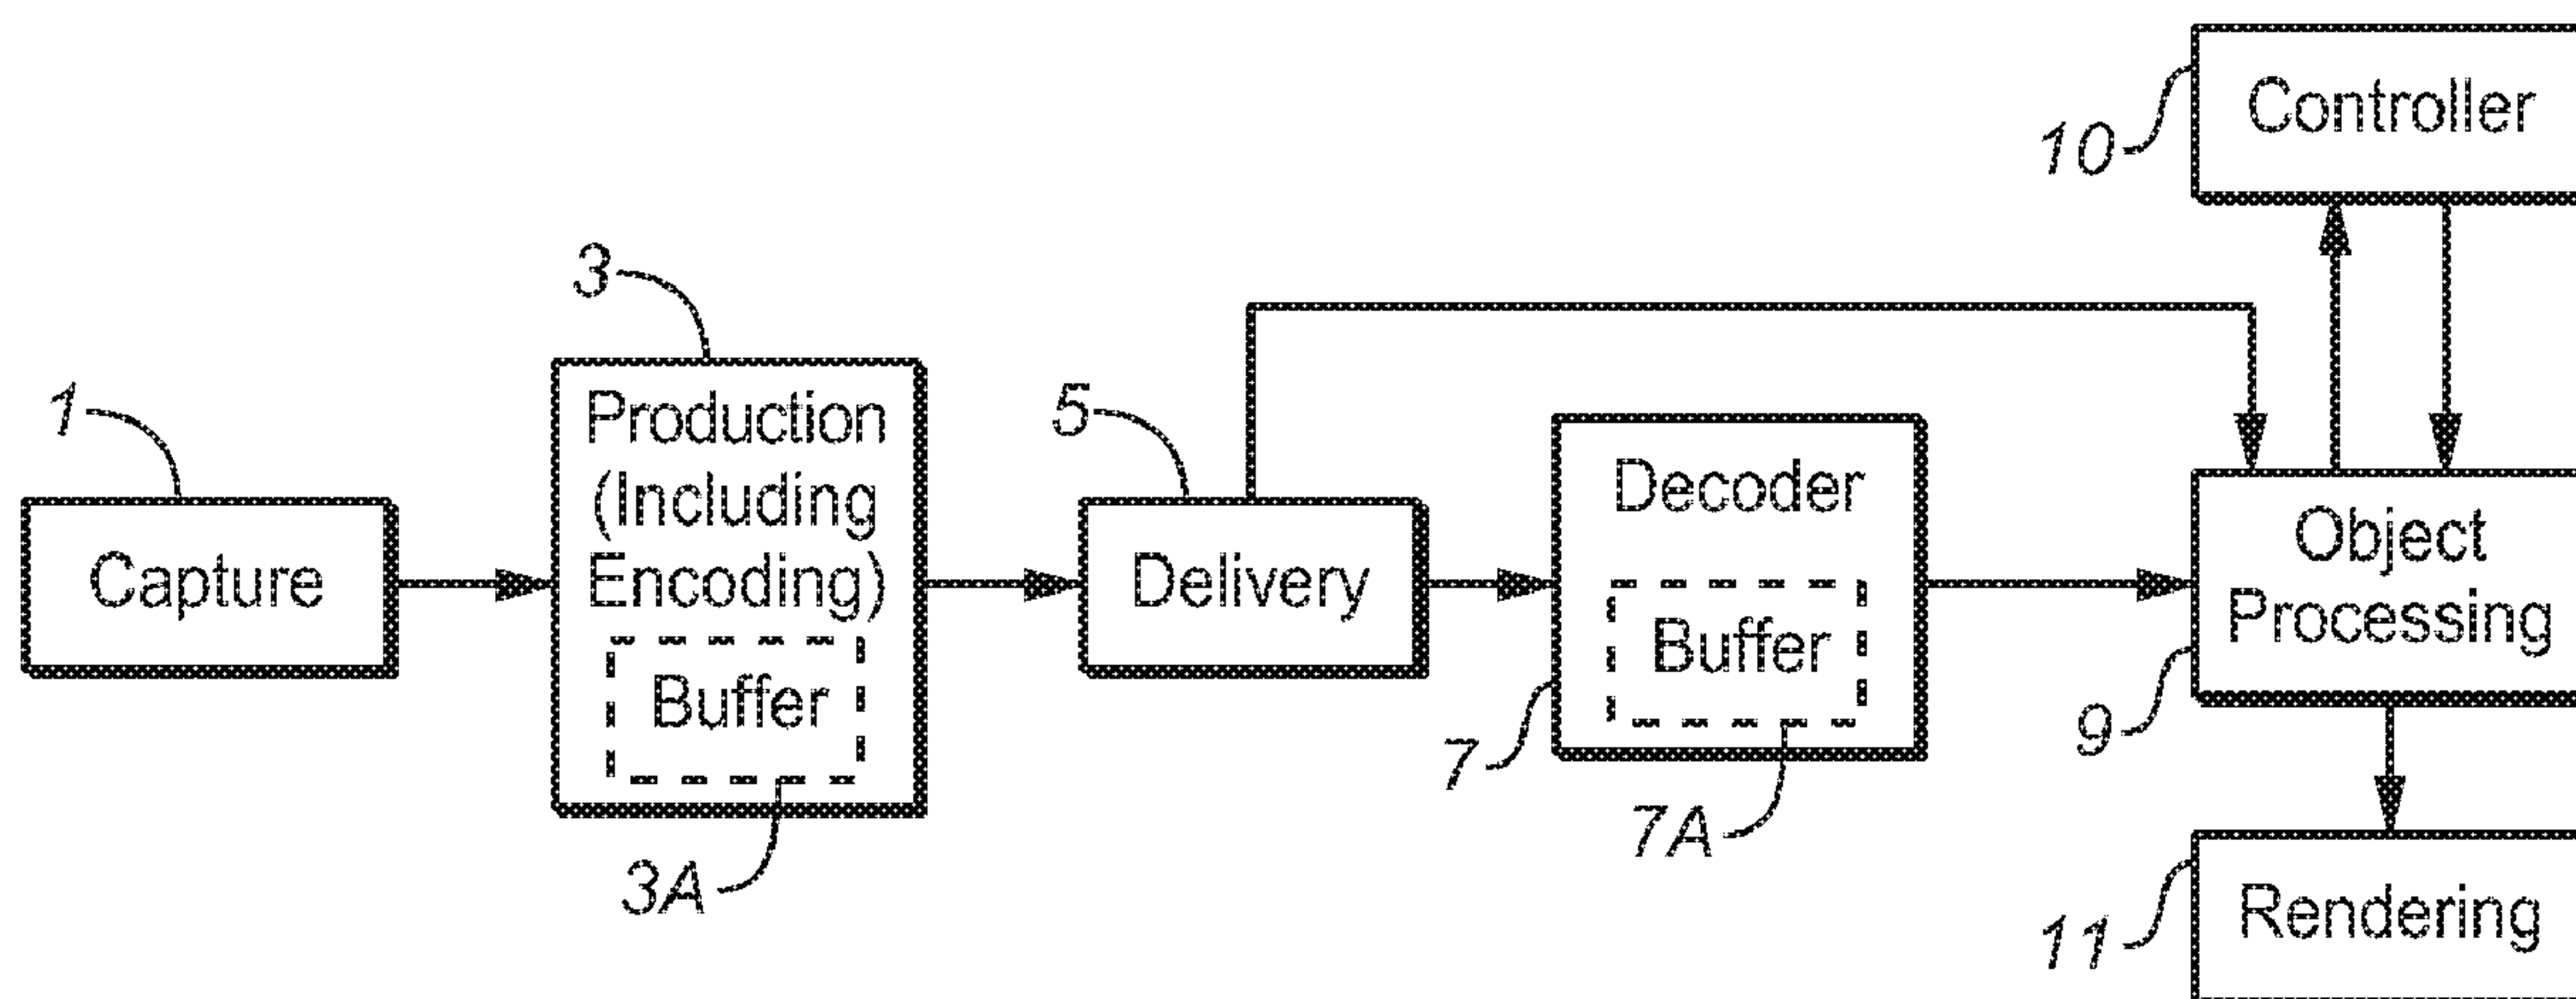 1
Capture
3
Production
(Including
Encoding)
Buffer
3A
5
Delivery
Decoder
Buffer
7
7A
10
Controller
Object
Processing
9
11
Rendering